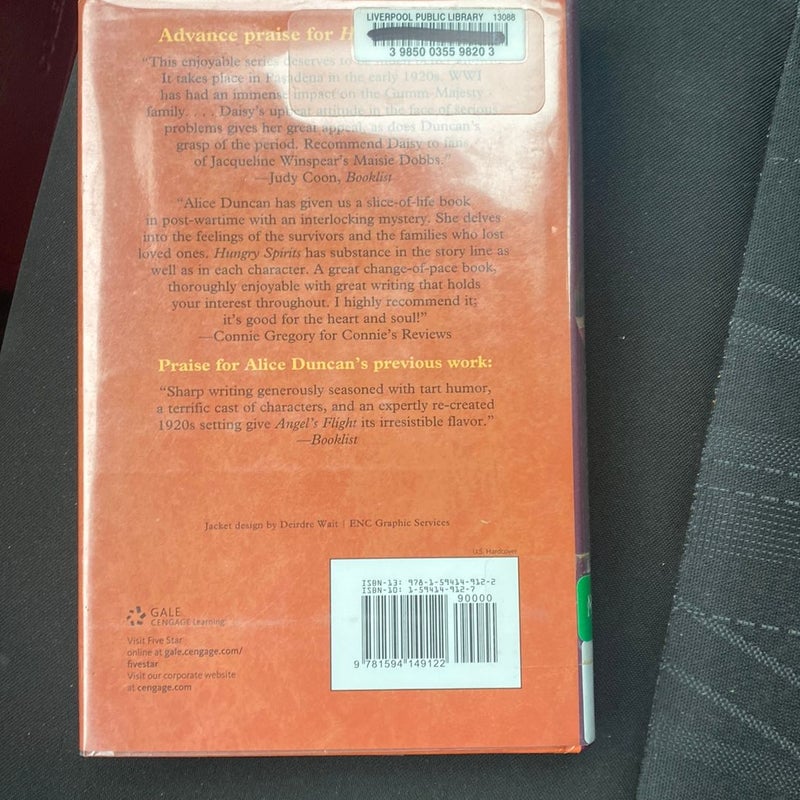 LIVERPOOL PUBLIC LIBRARY 13088
3 9850 0355 9820 3
Advance praise for H
“This enjoyable series deserves to be
It takes place in Pasadena in the early 1920s. WWI
has had an immense impact on the Gumm-Majesty
family. . . . Daisy’s upbeat attitude in the face of serious
problems gives her great appeal, as does Duncan’s
grasp of the period. Recommend Daisy to fans
of Jacqueline Winspear’s Maisie Dobbs.”
—Judy Coon, Booklist
“Alice Duncan has given us a slice-of-life book
in post-wartime with an interlocking mystery. She delves
into the feelings of the survivors and the families who lost
loved ones. Hungry Spirits has substance in the story line as
well as in each character. A great change-of-pace book,
thoroughly enjoyable with great writing that holds
your interest throughout. I highly recommend it;
it’s good for the heart and soul!”
—Connie Gregory for Connie’s Reviews
Praise for Alice Duncan’s previous work:
“Sharp writing generously seasoned with tart humor,
a terrific cast of characters, and an expertly re-created
1920s setting give Angel’s Flight its irresistible flavor.”
—Booklist
Jacket design by Deirdre Wait | ENC Graphic Services
U.S. Hardcover
ISBN-13: 978-1-59414-912-2
ISBN-10: 1-59414-912-7
90000
9 781594 149122
GALE
CENGAGE Learning
Visit Five Star
online at gale.cengage.com/
fivestar
Visit our corporate website
at cengage.com